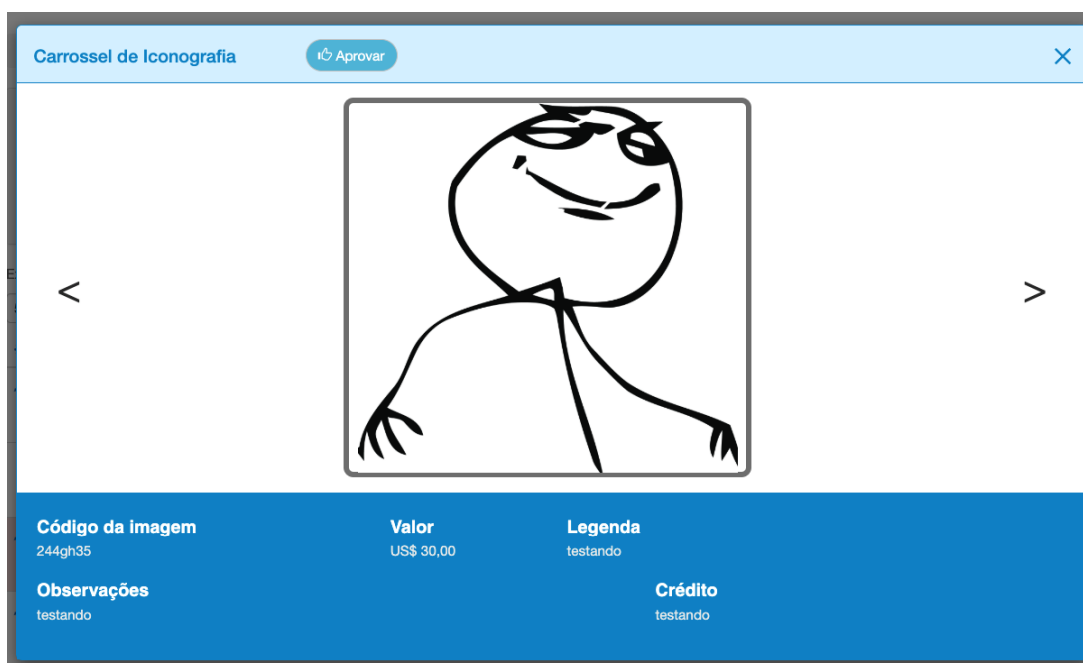 Carrossel de Iconografia
Aprovar
<
>
Código da imagem
244gh35
Valor
US$ 30,00
Legenda
testando
Observações
testando
Crédito
testando